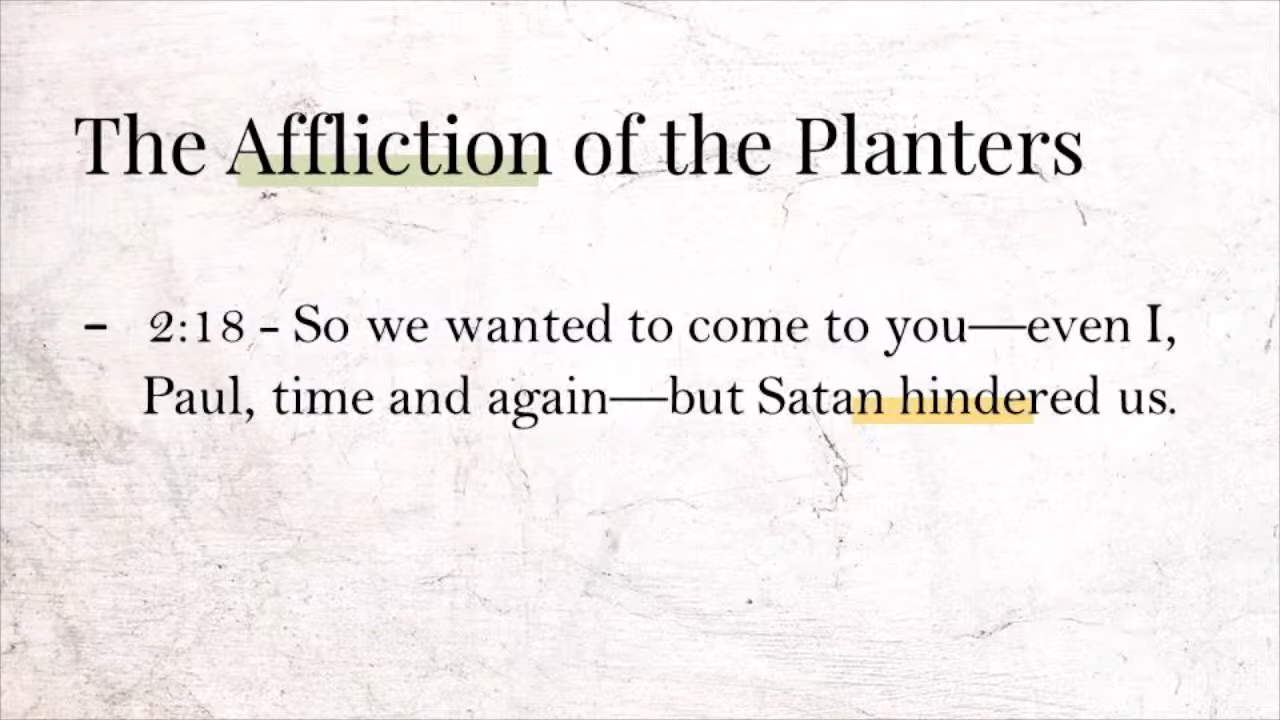 The Affliction of the Planters
- 2:18 - So we wanted to come to you—even I,
Paul, time and again—but Satan hindered us.